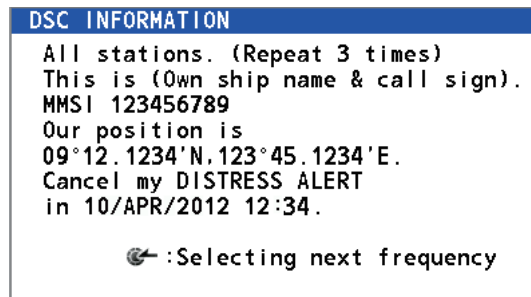 DSC INFORMATION
All stations. (Repeat 3 times)
This is (Own ship name & call sign).
MMSI 123456789
Our position is
09°12.1234'N,123°45.1234'E.
Cancel my DISTRESS ALERT
in 10/APR/2012 12:34.
:Selecting next frequency